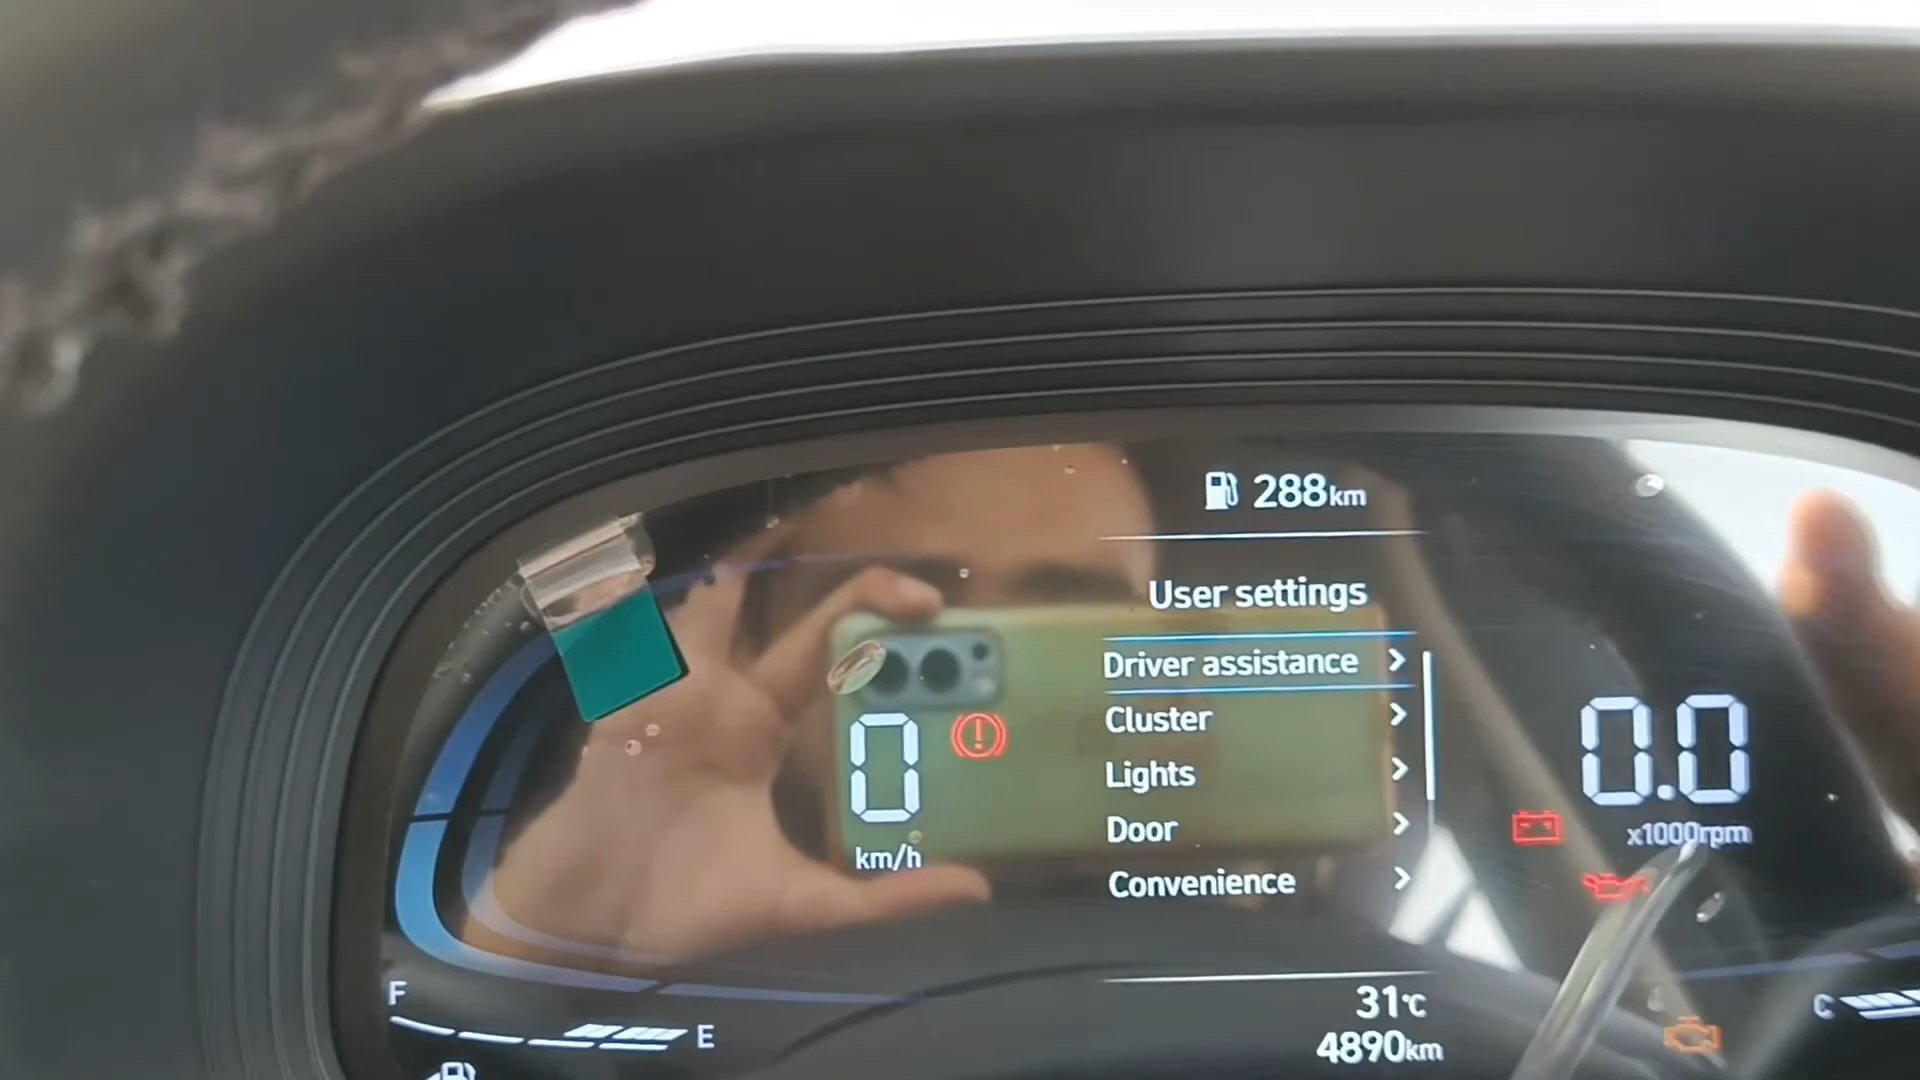 288km
User settings
Driver assistance
Cluster
Lights
Door
Convenience
0
km/h
0.0
x1000rpm
F
E
C
31°C
4890km